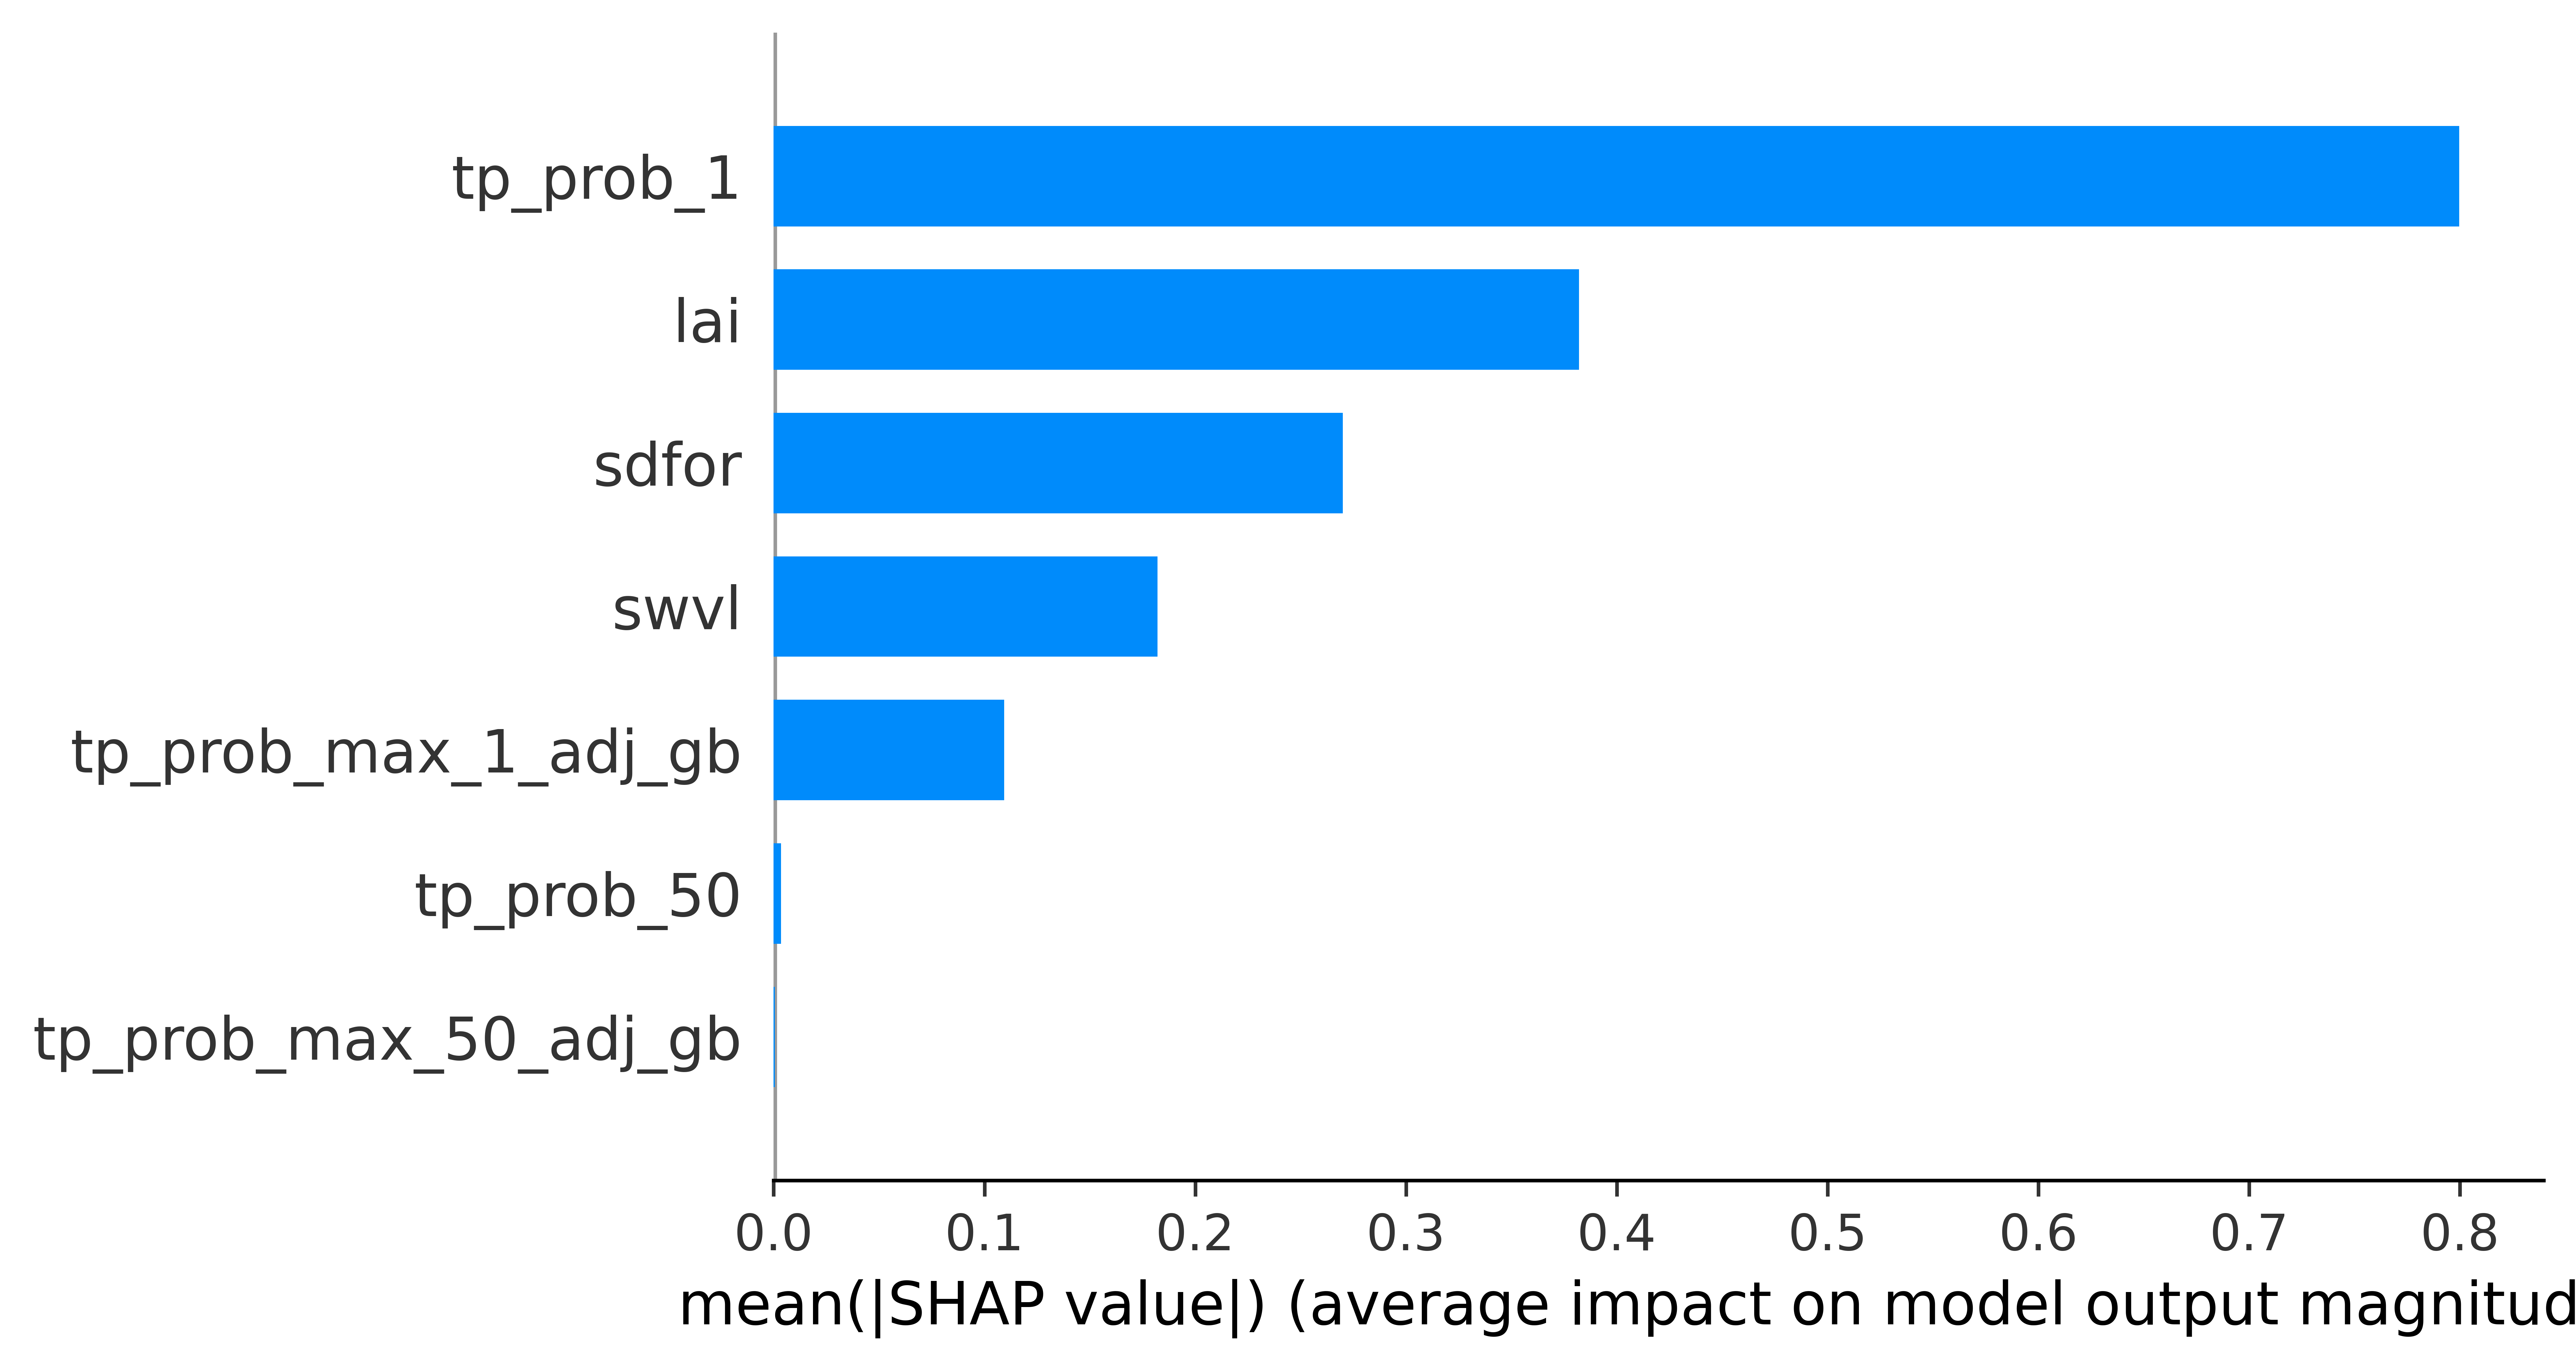 tp_prob_1
lai
sdfor
swvl
tp_prob_max_1_adj_gb
tp_prob_50
tp_prob_max_50_adj_gb
0.0 0.1 0.2 0.3 0.4 0.5 0.6 0.7 0.8
mean(|SHAP value|) (average impact on model output magnitud